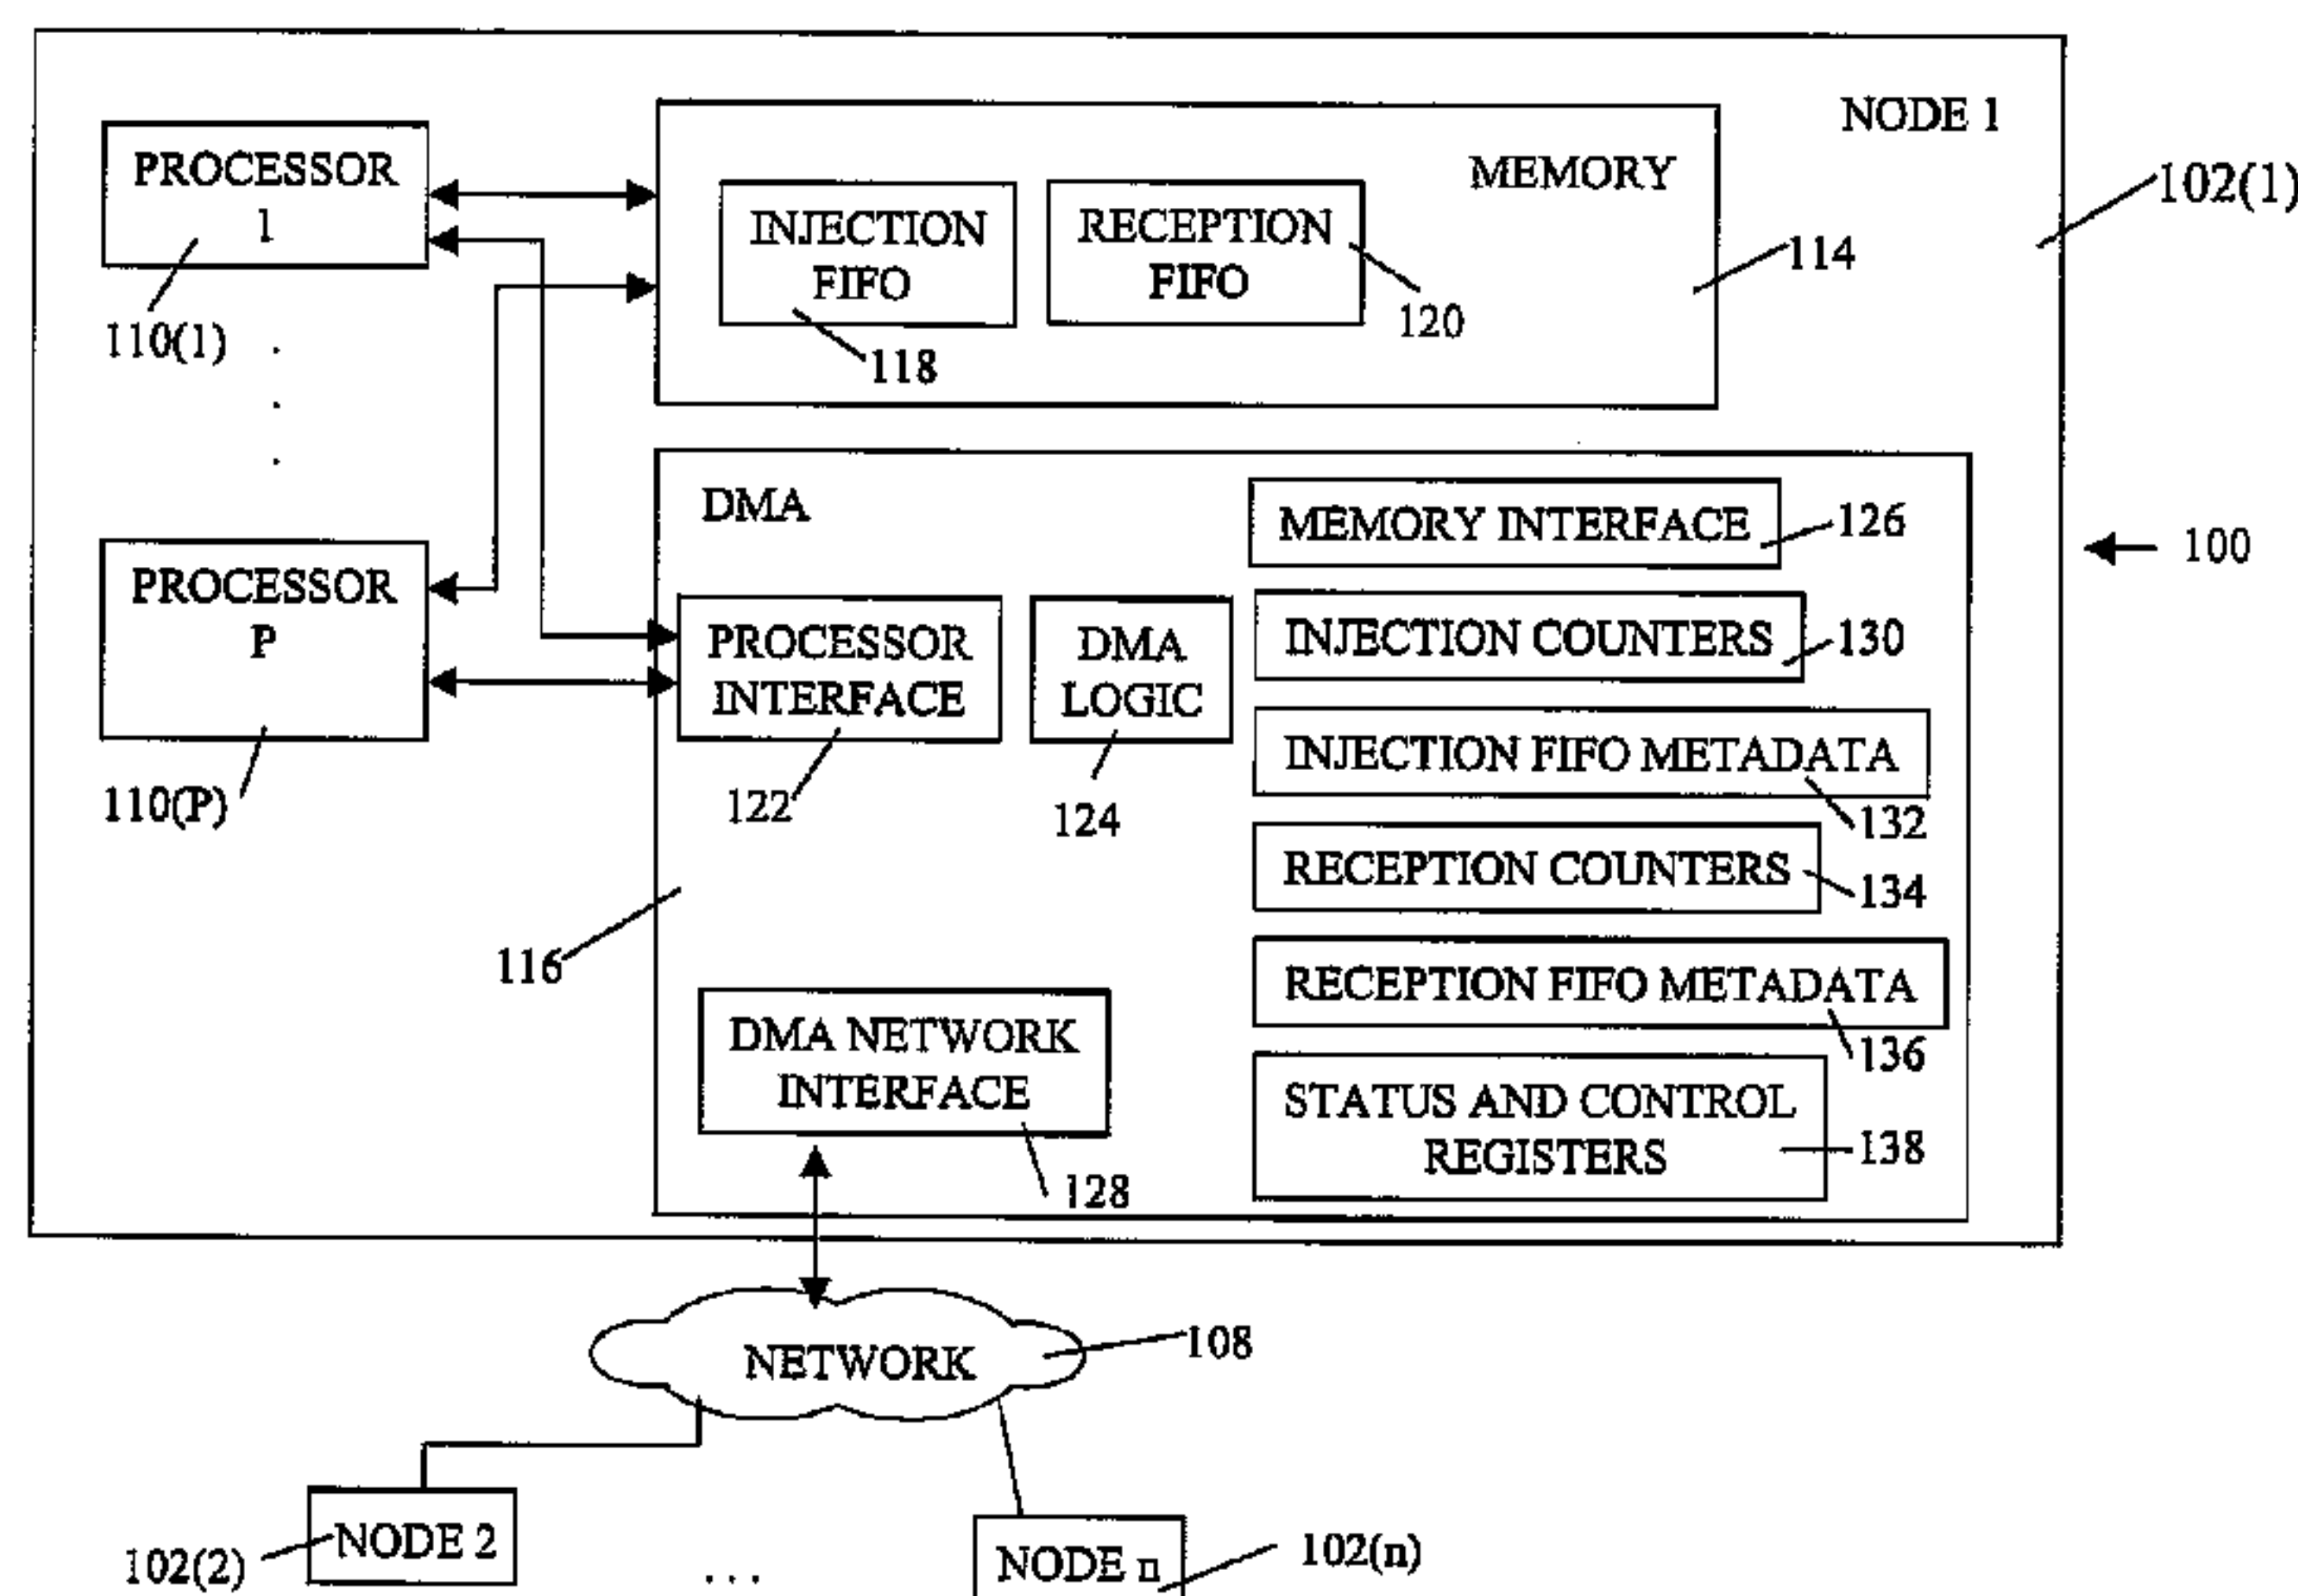 NODE 1
102(1)
PROCESSOR
1
110(1)
MEMORY
INJECTION
FIFO
118
RECEPTION
FIFO
120
114
.
.
.
PROCESSOR
P
110(P)
100
DMA
116
PROCESSOR
INTERFACE
122
DMA
LOGIC
124
MEMORY INTERFACE
126
INJECTION COUNTERS
130
INJECTION FIFO METADATA
132
RECEPTION COUNTERS
134
RECEPTION FIFO METADATA
136
STATUS AND CONTROL
REGISTERS
138
DMA NETWORK
INTERFACE
128
NETWORK
108
NODE 2
102(2)
...
NODE n
102(n)